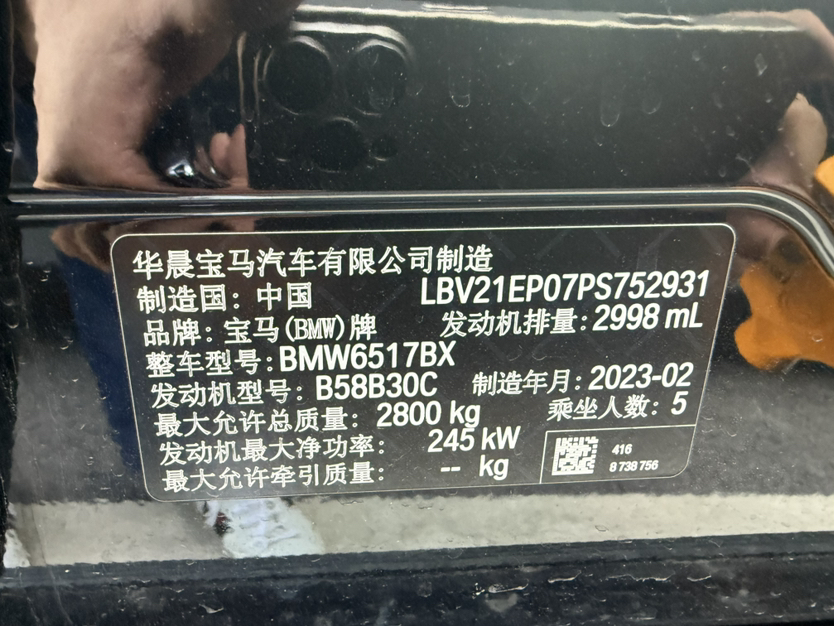 华晨宝马汽车有限公司制造
制造国：中国 LBV21EP07PS752931
品牌：宝马(BMW)牌 发动机排量：2998 mL
整车型号：BMW6517BX
发动机型号：B58B30C 制造年月：2023-02
最大允许总质量：2800 kg 乘坐人数：5
发动机最大净功率：245 kW
最大允许牵引质量：-- kg
416
8 738 756